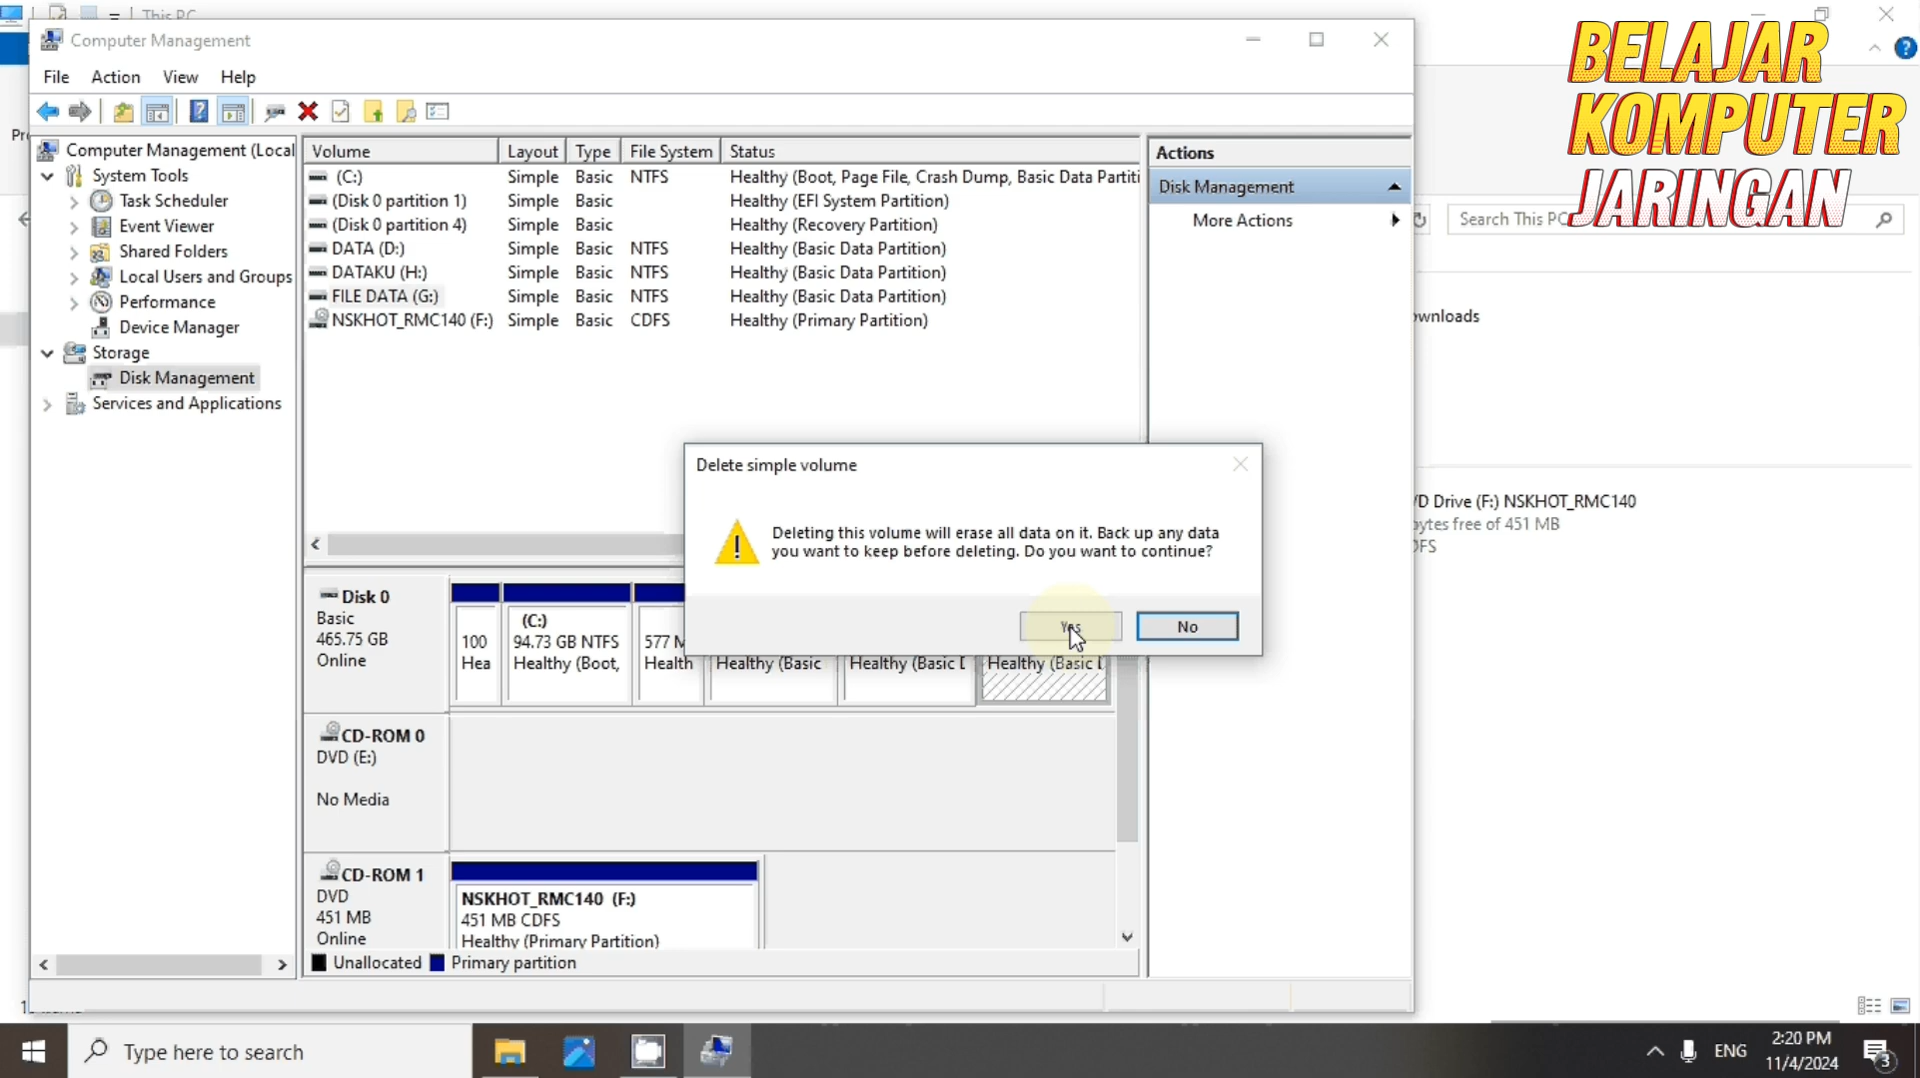 This PC
Computer Management
BELAJAR
KOMPUTER
JARINGAN
File Action View Help
Computer Management (Local
System Tools
Task Scheduler
Event Viewer
Shared Folders
Local Users and Groups
Performance
Device Manager
Storage
Disk Management
Services and Applications
Volume Layout Type File System Status
(C:) Simple Basic NTFS Healthy (Boot, Page File, Crash Dump, Basic Data Partiti
(Disk 0 partition 1) Simple Basic Healthy (EFI System Partition)
(Disk 0 partition 4) Simple Basic Healthy (Recovery Partition)
DATA (D:) Simple Basic NTFS Healthy (Basic Data Partition)
DATAKU (H:) Simple Basic NTFS Healthy (Basic Data Partition)
FILE DATA (G:) Simple Basic NTFS Healthy (Basic Data Partition)
NSKHOT_RMC140 (F:) Simple Basic CDFS Healthy (Primary Partition)
Actions
Disk Management
More Actions
Search This PC
ownloads
D Drive (F:) NSKHOT_RMC140
bytes free of 451 MB
DFS
Delete simple volume
Deleting this volume will erase all data on it. Back up any data
you want to keep before deleting. Do you want to continue?
Yes No
Disk 0
Basic
465.75 GB
Online
100
Hea
(C:)
94.73 GB NTFS
Healthy (Boot,
577 M
Health
Healthy (Basic
Healthy (Basic D
Healthy (Basic D
CD-ROM 0
DVD (E:)
No Media
CD-ROM 1
DVD
451 MB
Online
NSKHOT_RMC140 (F:)
451 MB CDFS
Healthy (Primary Partition)
Unallocated Primary partition
Type here to search
ENG
2:20 PM
11/4/2024
3